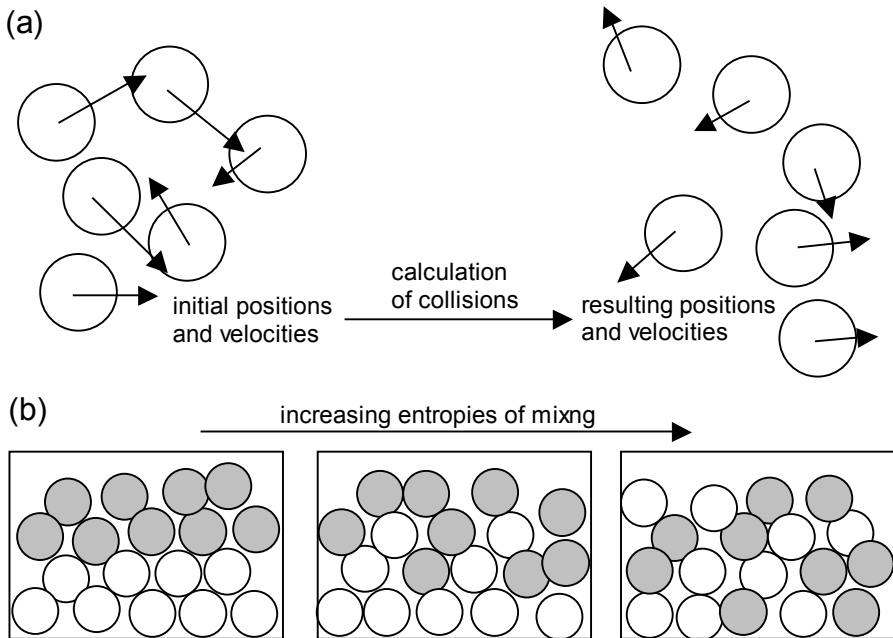 (a)
initial positions
and velocities
calculation
of collisions
resulting positions
and velocities
(b)
increasing entropies of mixng